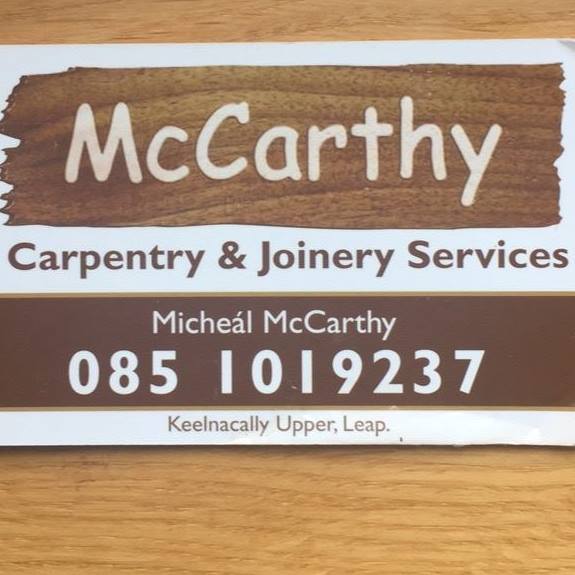 McCarthy
Carpentry & Joinery Services
Micheál McCarthy
085 1019237
Keelnacally Upper, Leap.